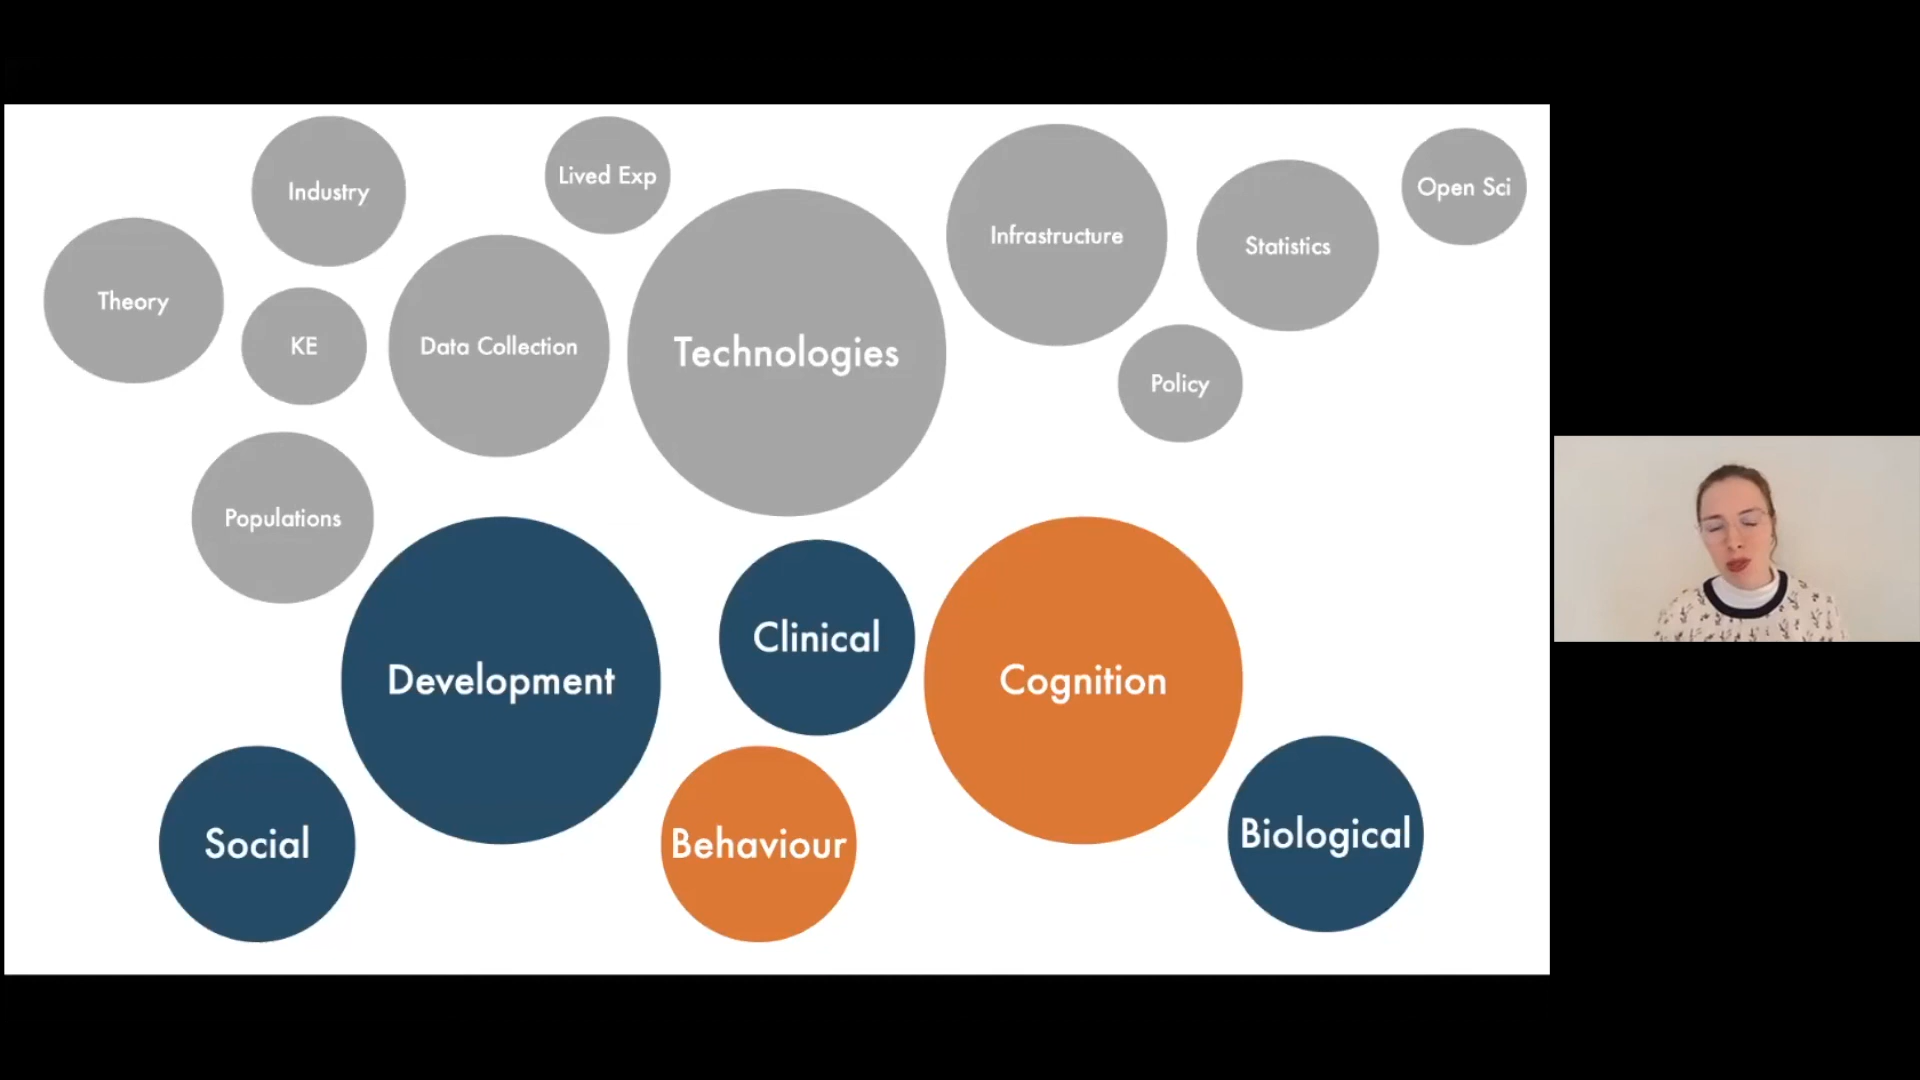 Industry
Lived Exp
Infrastructure
Statistics
Open Sci
Theory
KE
Data Collection
Technologies
Policy
Populations
Development
Clinical
Cognition
Social
Behaviour
Biological